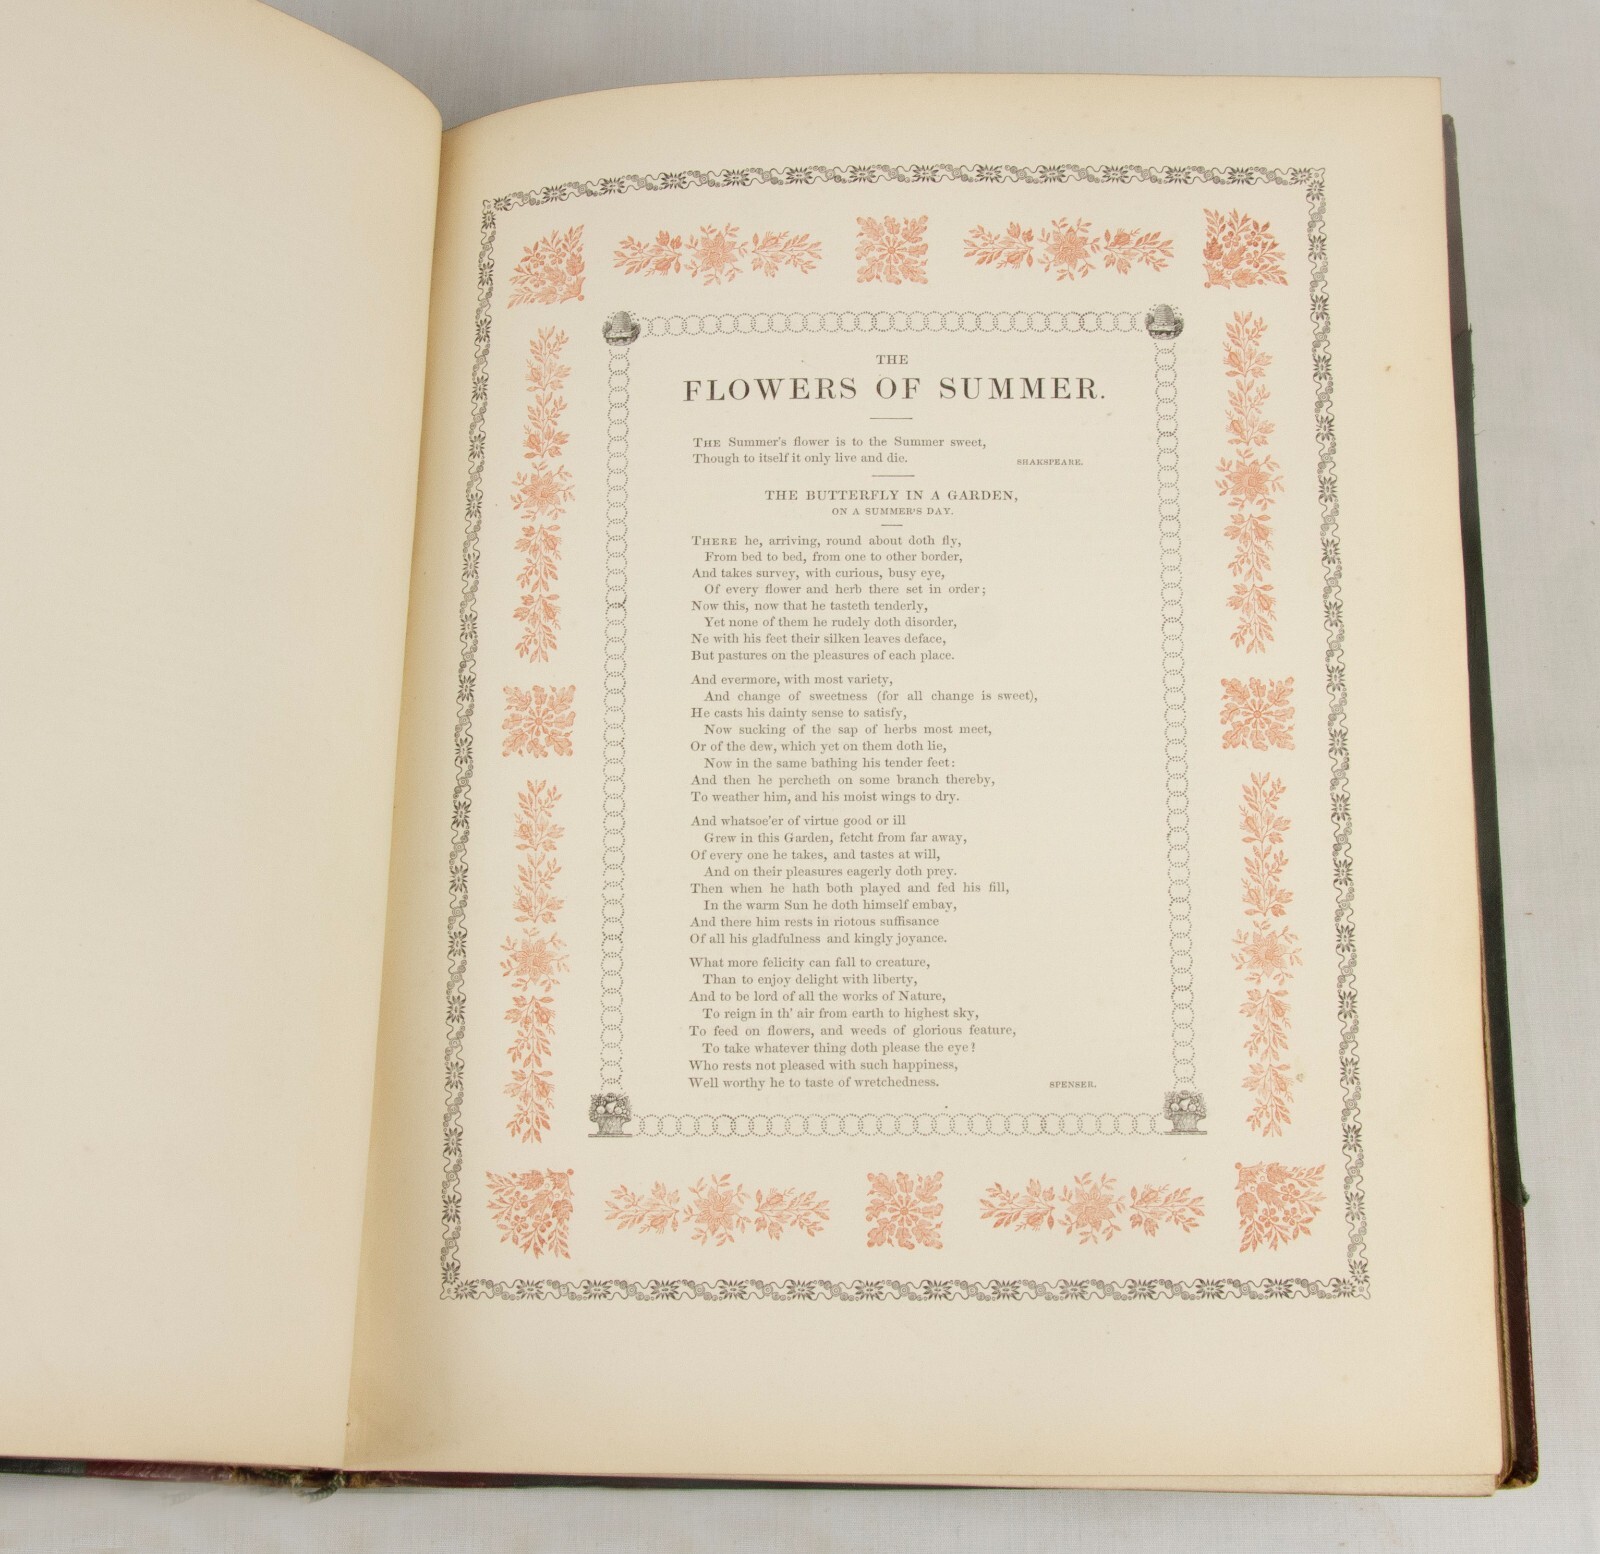 THE
FLOWERS OF SUMMER.
THE Summer's flower is to the Summer sweet,
Though to itself it only live and die.
SHAKSPEARE.
THE BUTTERFLY IN A GARDEN,
ON A SUMMER'S DAY.
THERE he, arriving, round about doth fly,
From bed to bed, from one to other border,
And takes survey, with curious, busy eye,
Of every flower and herb there set in order;
Now this, now that he tasteth tenderly,
Yet none of them he rudely doth disorder,
Ne with his feet their silken leaves deface,
But pastures on the pleasures of each place.
And evermore, with most variety,
And change of sweetness (for all change is sweet),
He casts his dainty sense to satisfy,
Now sucking of the sap of herbs most meet,
Or of the dew, which yet on them doth lie,
Now in the same bathing his tender feet:
And then he percheth on some branch thereby,
To weather him, and his moist wings to dry.
And whatsoe'er of virtue good or ill
Grew in this Garden, fetcht from far away,
Of every one he takes, and tastes at will,
And on their pleasures eagerly doth prey.
Then when he hath both played and fed his fill,
In the warm Sun he doth himself embay,
And there him rests in riotous suffisance
Of all his gladfulness and kingly joyance.
What more felicity can fall to creature,
Than to enjoy delight with liberty,
And to be lord of all the works of Nature,
To reign in th' air from earth to highest sky,
To feed on flowers, and weeds of glorious feature,
To take whatever thing doth please the eye!
Who rests not pleased with such happiness,
Well worthy he to taste of wretchedness.
SPENSER.